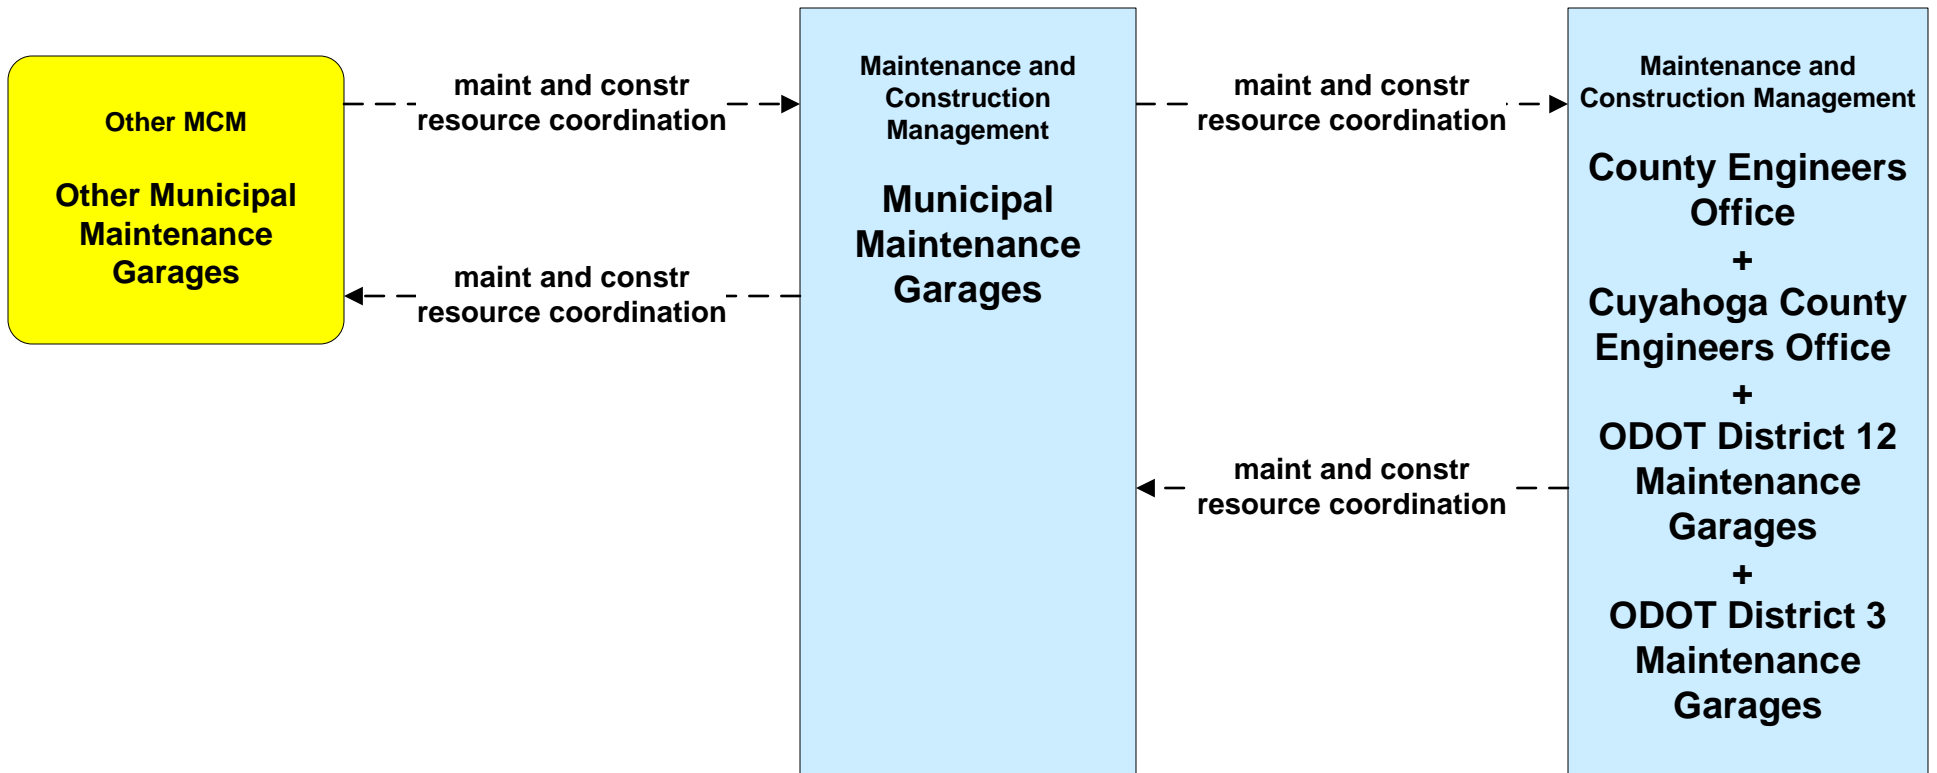 Other MCM
Other Municipal
Maintenance
Garages
maint and constr
resource coordination
maint and constr
resource coordination
Maintenance and
Construction
Management
Municipal
Maintenance
Garages
maint and constr
resource coordination
maint and constr
resource coordination
Maintenance and
Construction Management
County Engineers
Office
+
Cuyahoga County
Engineers Office
+
ODOT District 12
Maintenance
Garages
+
ODOT District 3
Maintenance
Garages